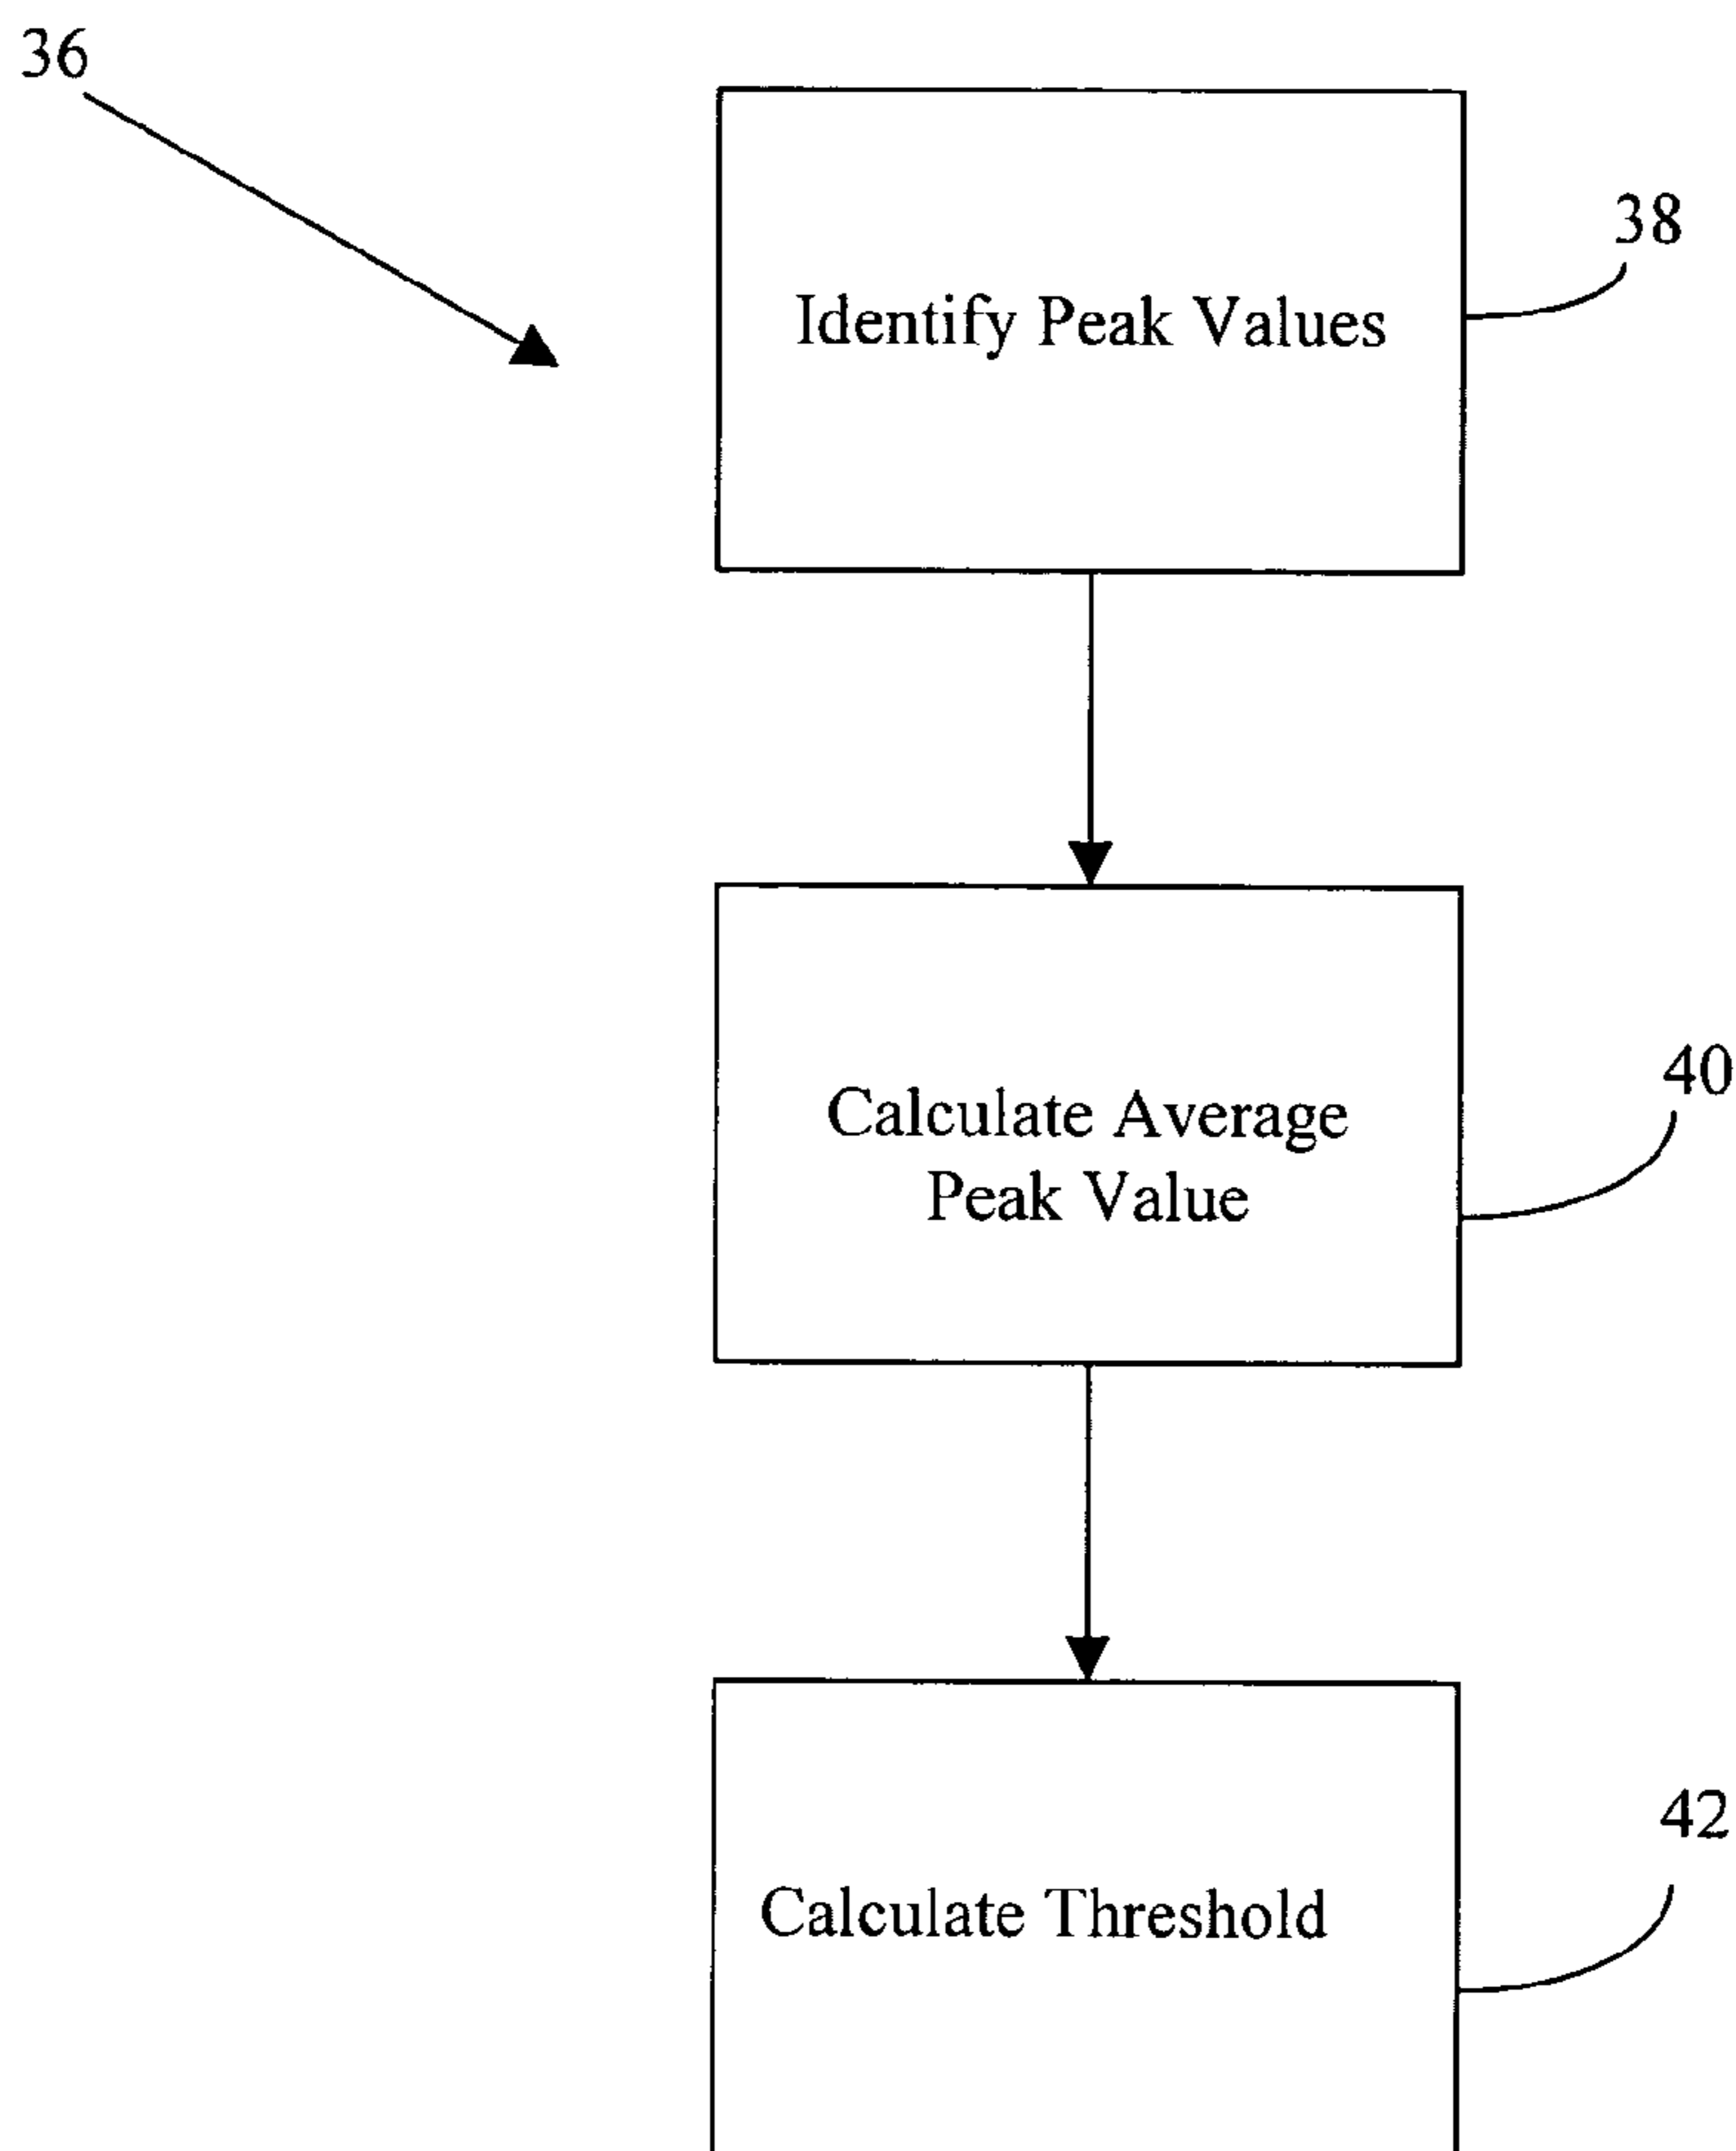 36
38
Identify Peak Values
40
Calculate Average
Peak Value
42
Calculate Threshold